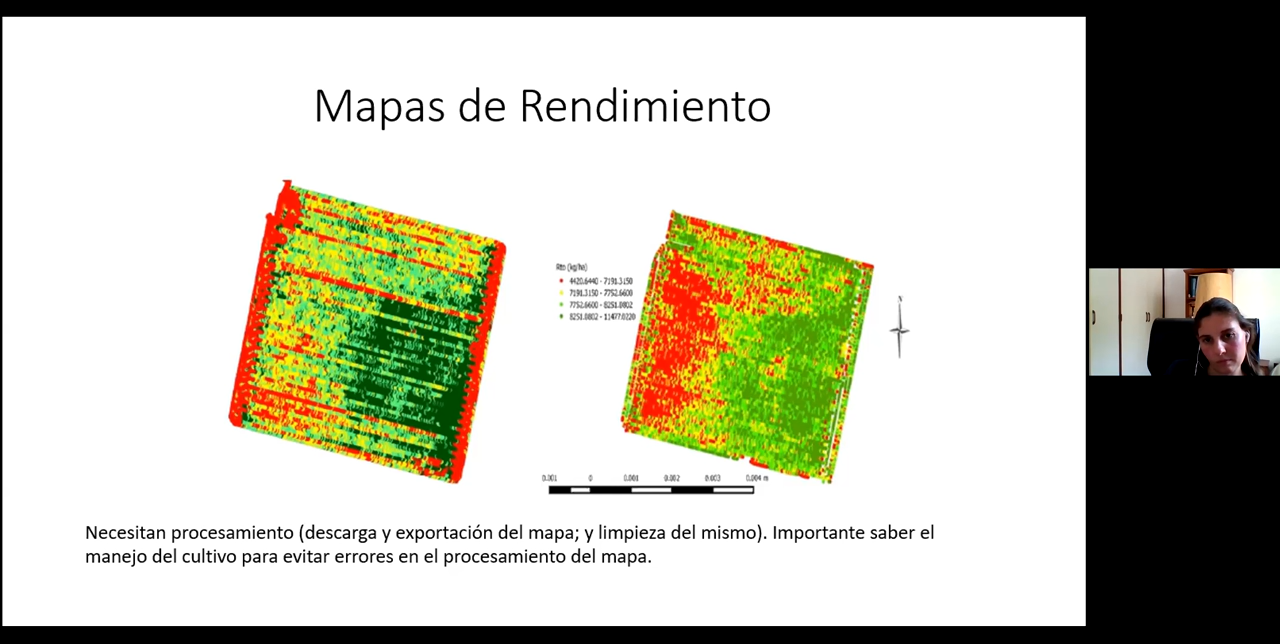 Mapas de Rendimiento
Rto (kg/ha)
4420.6440 - 7191.3150
7191.3150 - 7752.6600
7752.6600 - 8251.0802
8251.0802 - 11477.0220
N
0.001 0 0.001 0.002 0.003 0.004 m
Necesitan procesamiento (descarga y exportación del mapa; y limpieza del mismo). Importante saber el
manejo del cultivo para evitar errores en el procesamiento del mapa.